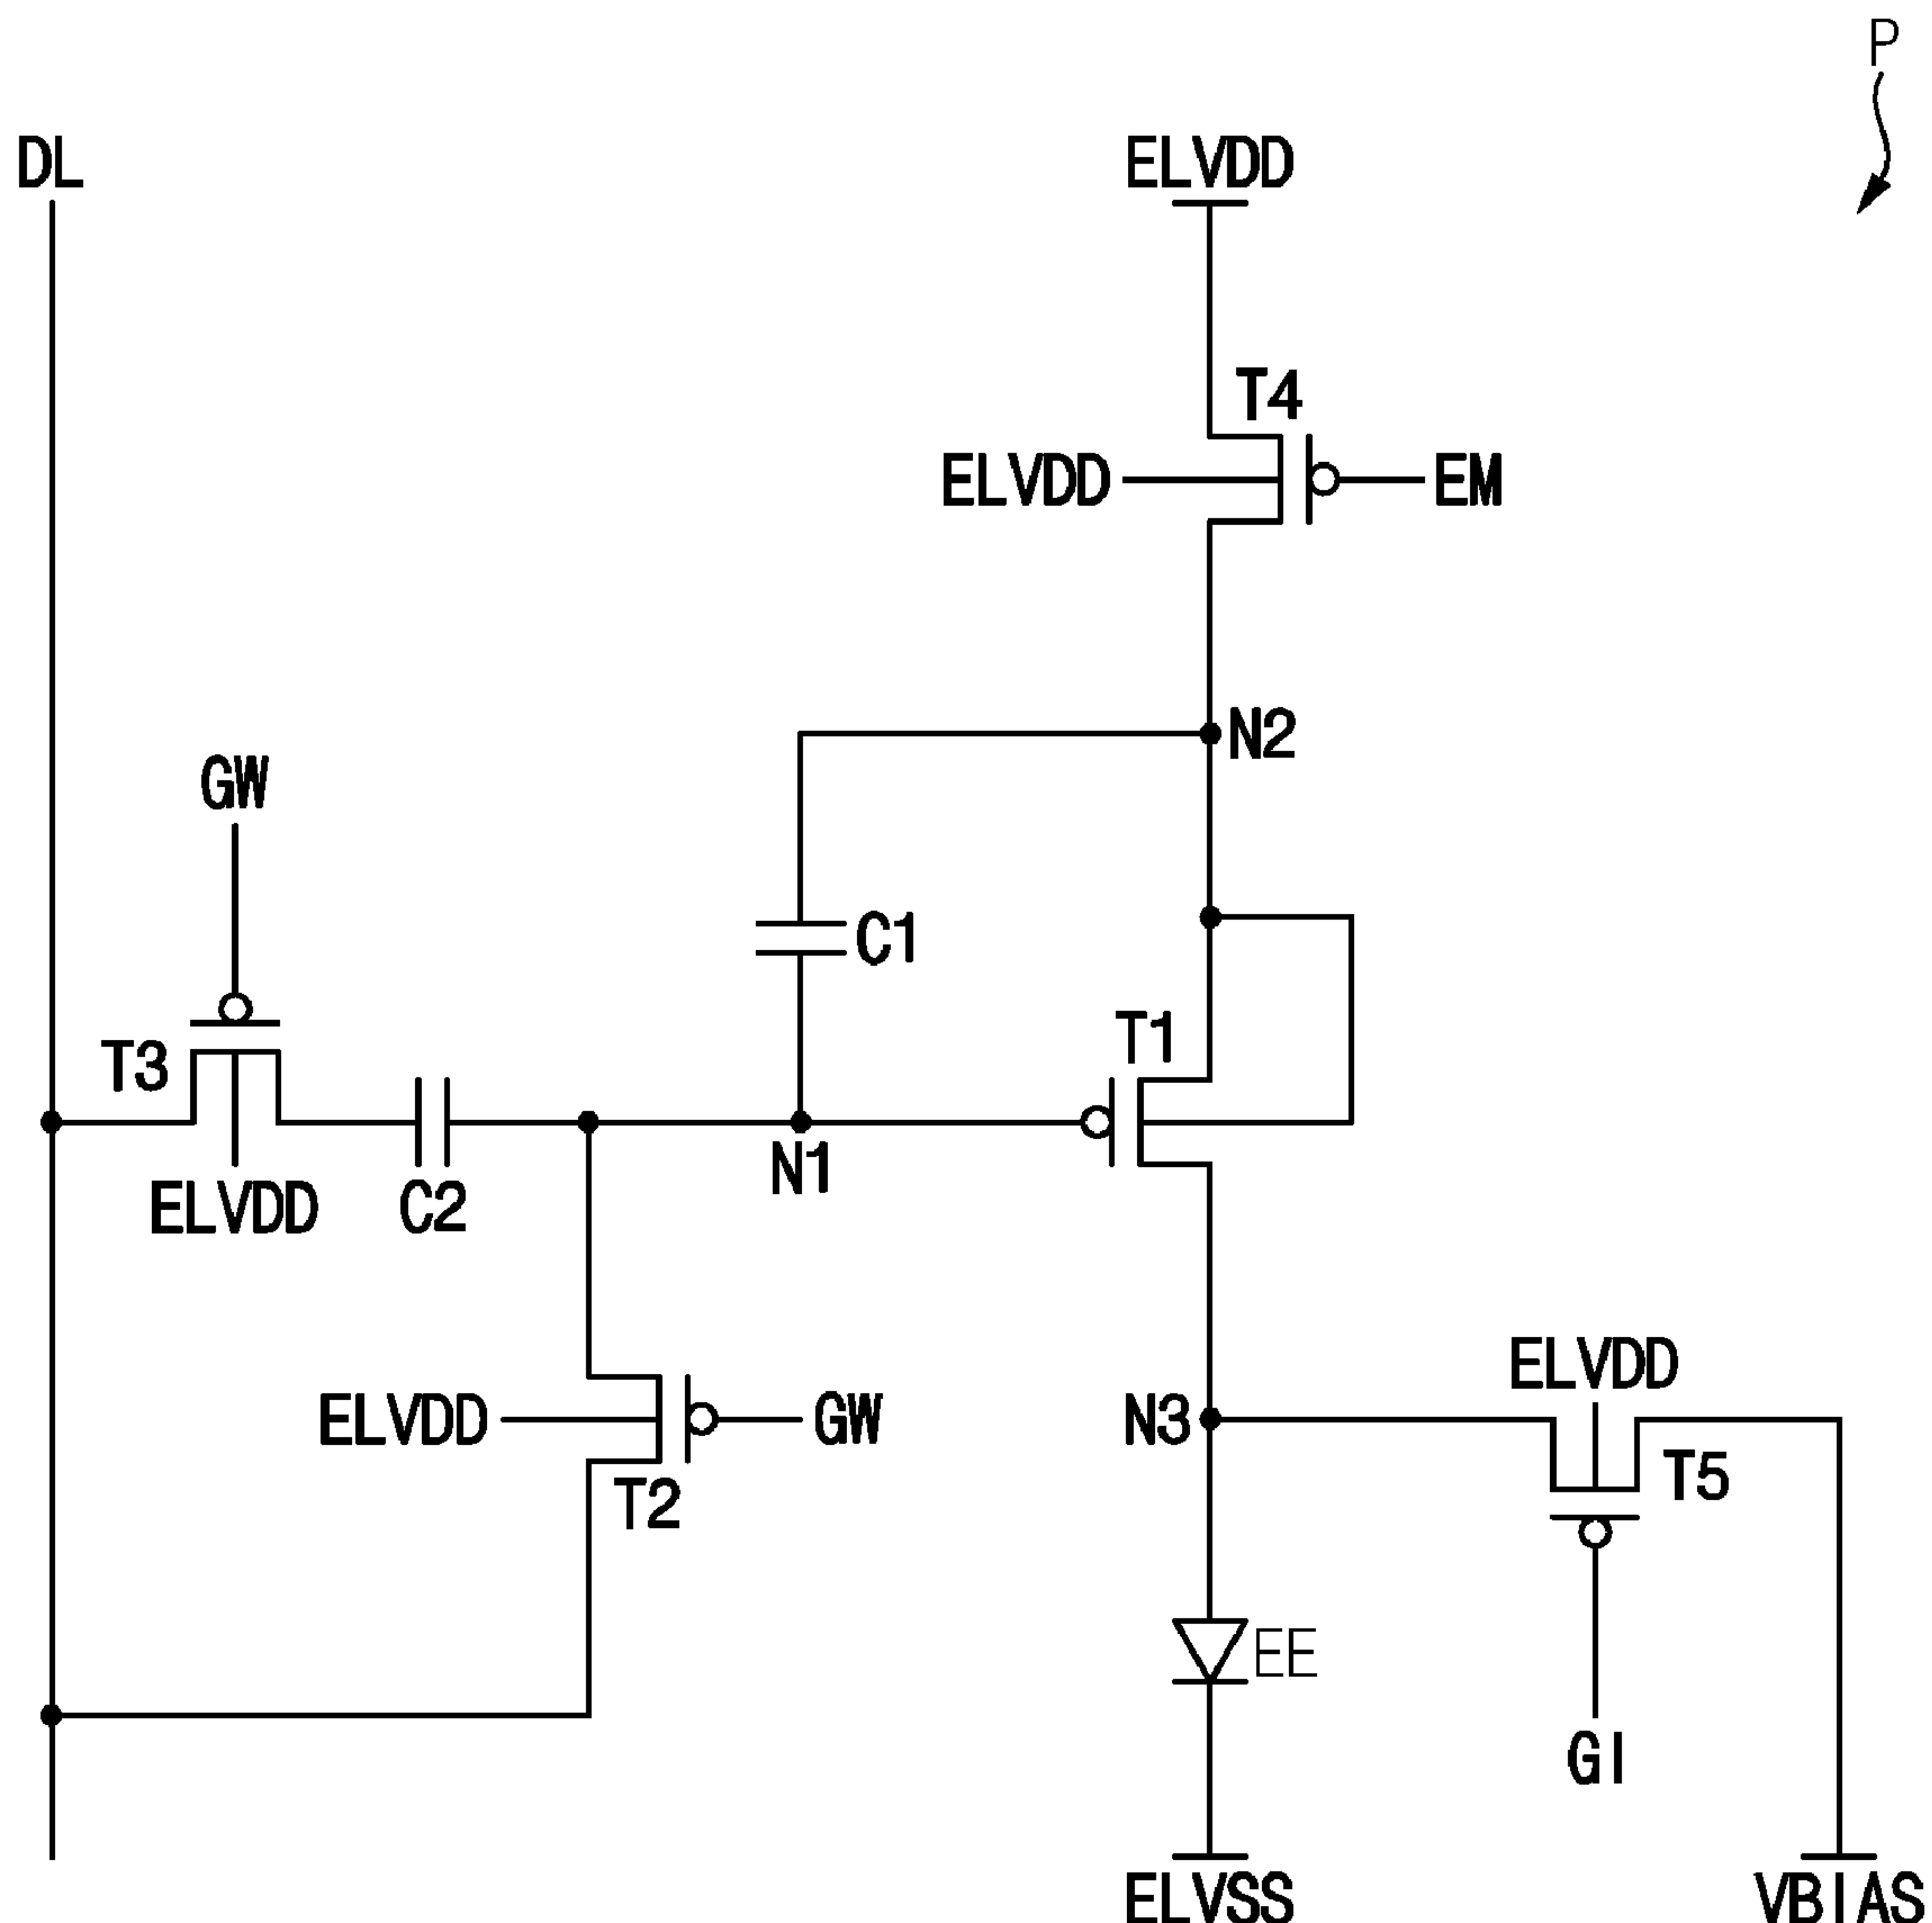 P
DL
ELVDD
T4
ELVDD
EM
N2
GW
C1
T1
T3
N1
ELVDD
C2
ELVDD
ELVDD
GW
N3
T5
T2
EE
GI
ELVSS
VBIAS